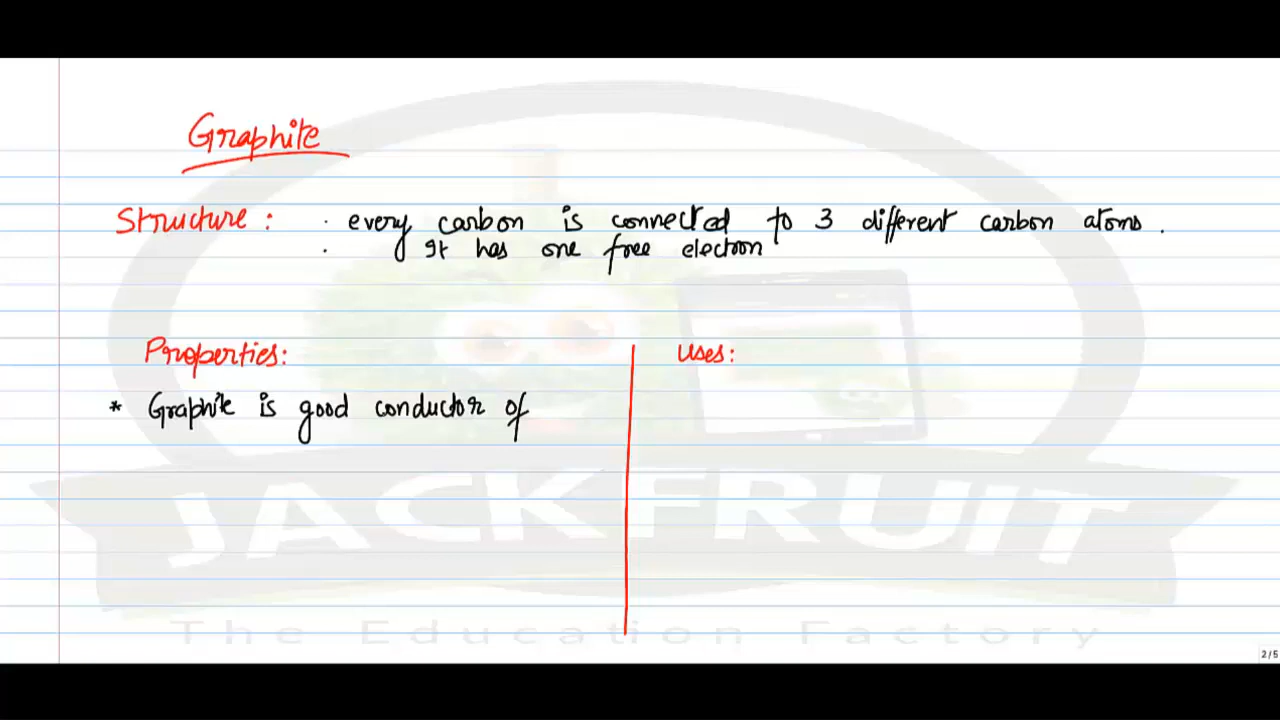 Graphite
Structure: . every carbon is connected to 3 different carbon atoms.
. It has one free electron
Properties:
Uses:
* Graphite is good conductor of
JACKFRUIT
The Education Factory
2/5